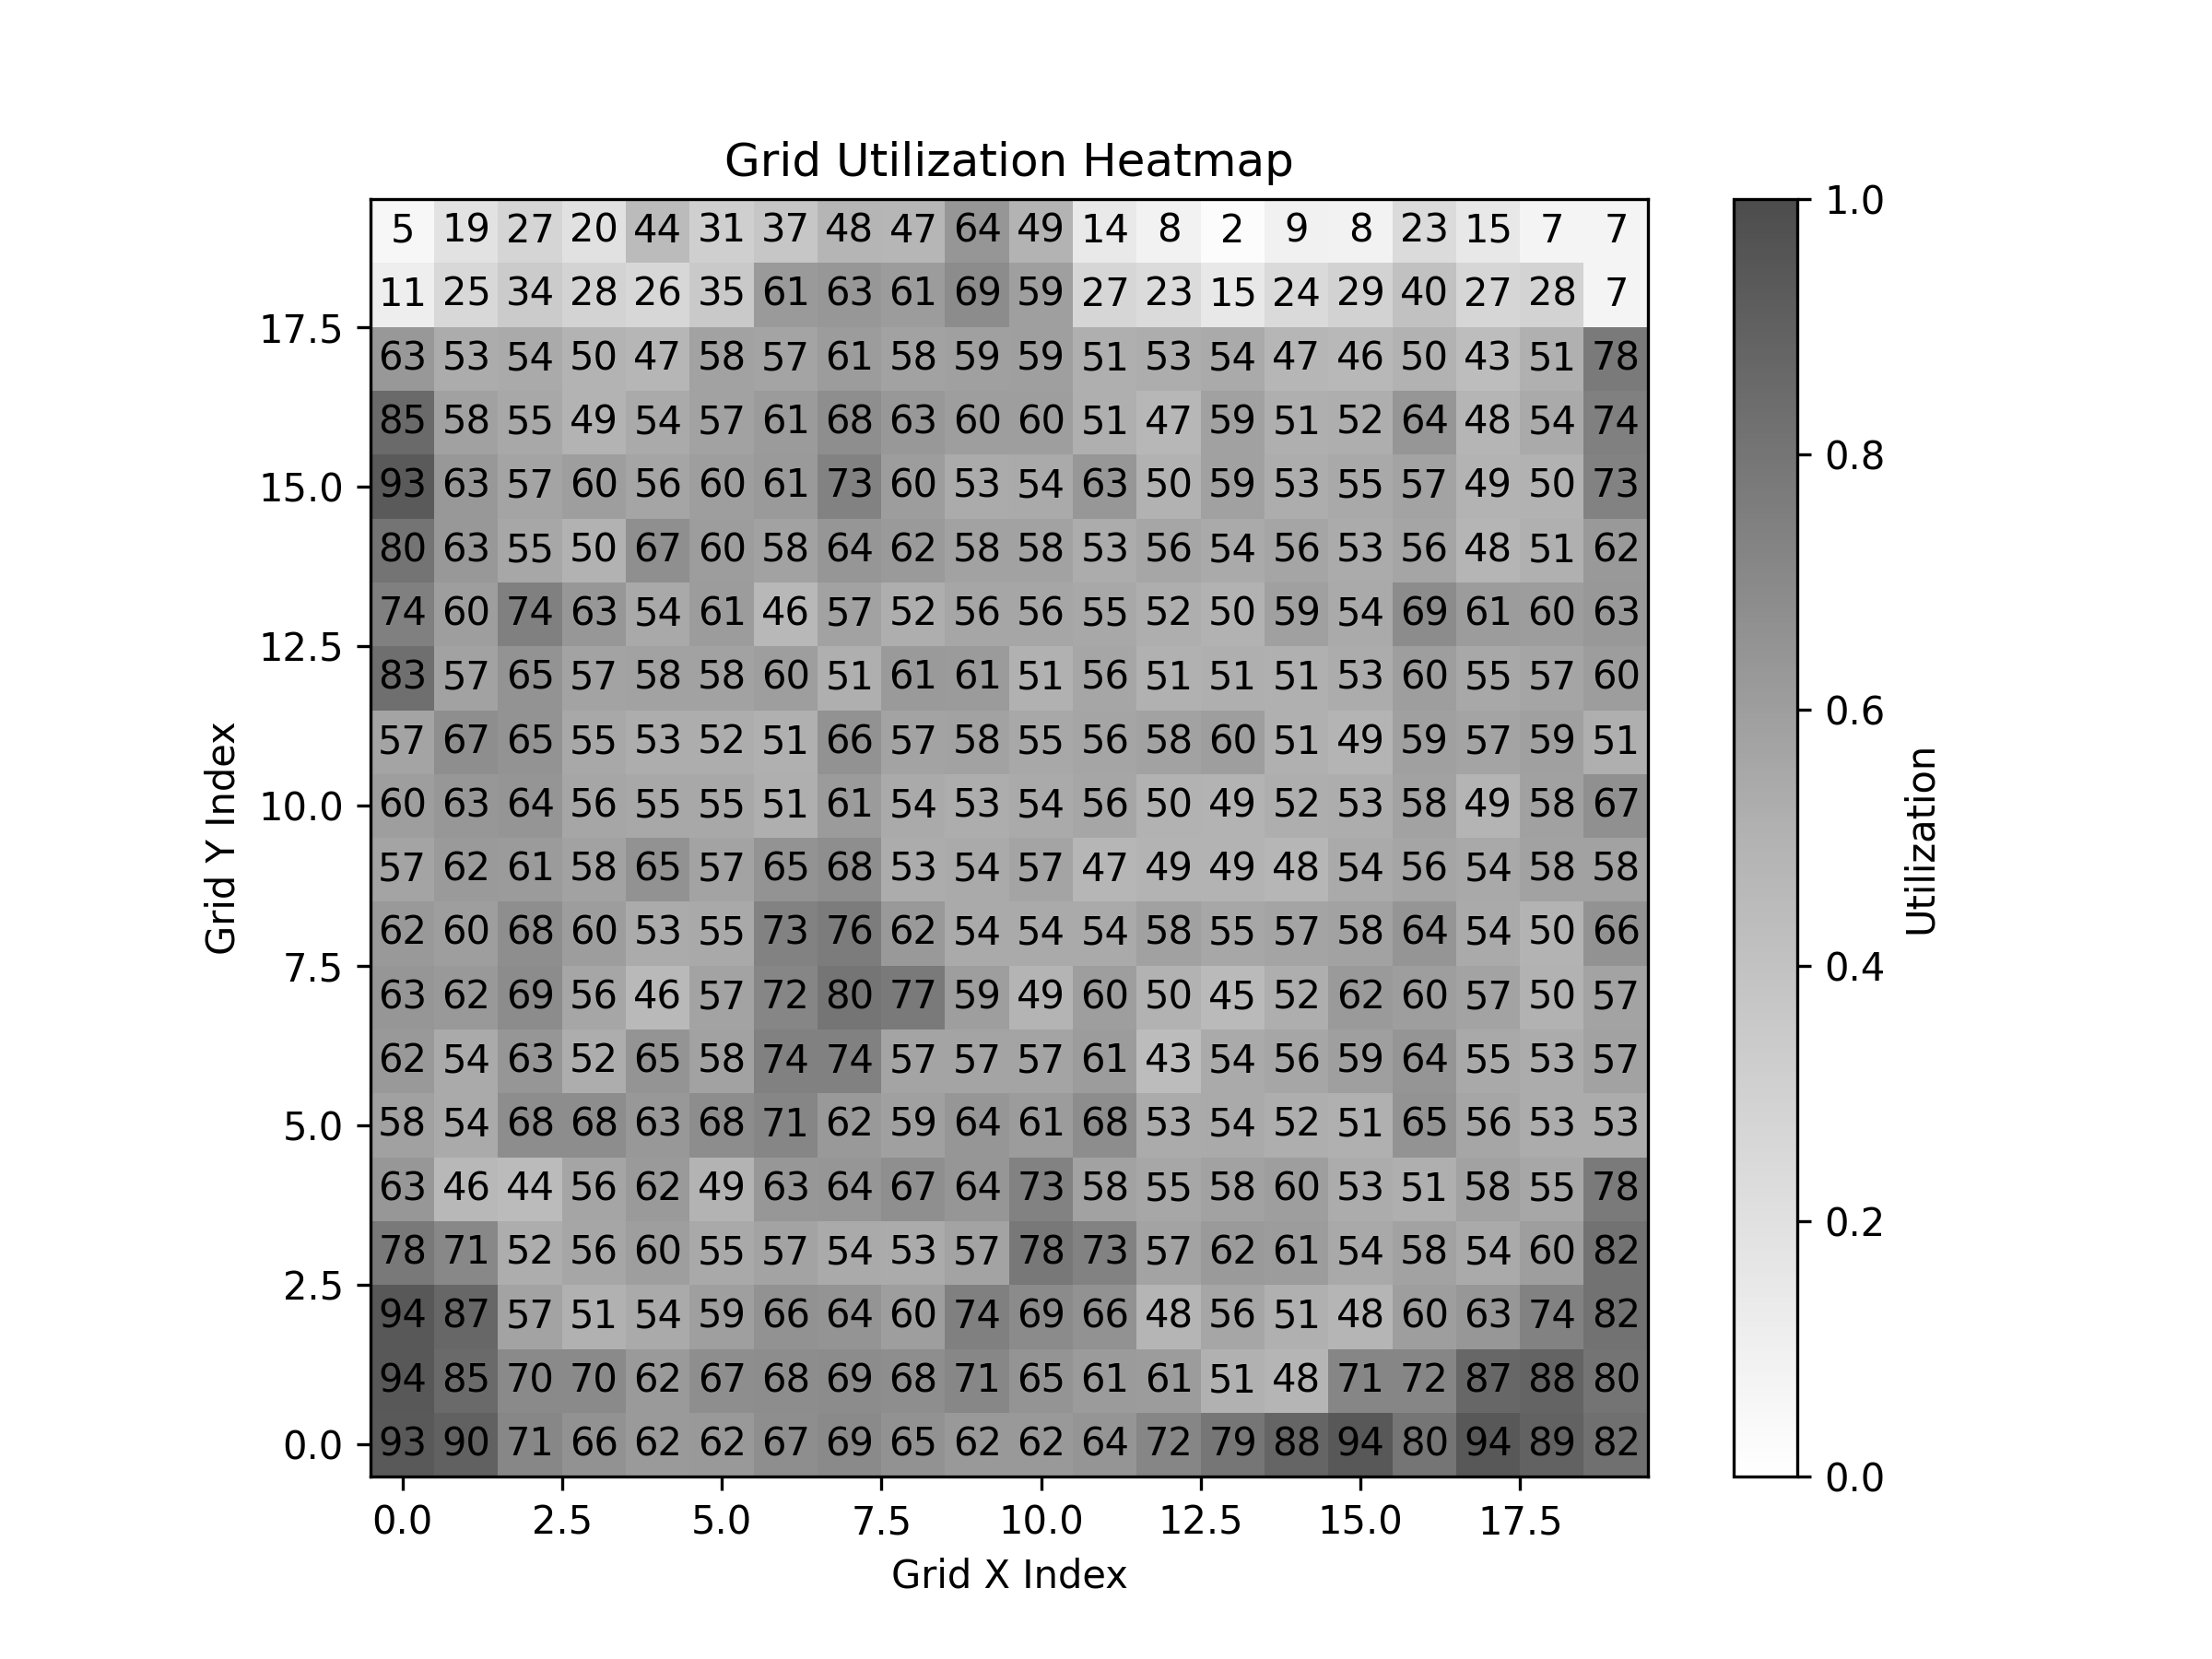 Grid Utilization Heatmap
5 19 27 20 44 31 37 48 47 64 49 14 8 2 9 8 23 15 7 7
11 25 34 28 26 35 61 63 61 69 59 27 23 15 24 29 40 27 28 7
63 53 54 50 47 58 57 61 58 59 59 51 53 54 47 46 50 43 51 78
85 58 55 49 54 57 61 68 63 60 60 51 47 59 51 52 64 48 54 74
93 63 57 60 56 60 61 73 60 53 54 63 50 59 53 55 57 49 50 73
80 63 55 50 67 60 58 64 62 58 58 53 56 54 56 53 56 48 51 62
74 60 74 63 54 61 46 57 52 56 56 55 52 50 59 54 69 61 60 63
83 57 65 57 58 58 60 51 61 61 51 56 51 51 51 53 60 55 57 60
57 67 65 55 53 52 51 66 57 58 55 56 58 60 51 49 59 57 59 51
60 63 64 56 55 55 51 61 54 53 54 56 50 49 52 53 58 49 58 67
57 62 61 58 65 57 65 68 53 54 57 47 49 49 48 54 56 54 58 58
62 60 68 60 53 55 73 76 62 54 54 54 58 55 57 58 64 54 50 66
63 62 69 56 46 57 72 80 77 59 49 60 50 45 52 62 60 57 50 57
62 54 63 52 65 58 74 74 57 57 57 61 43 54 56 59 64 55 53 57
58 54 68 68 63 68 71 62 59 64 61 68 53 54 52 51 65 56 53 53
63 46 44 56 62 49 63 64 67 64 73 58 55 58 60 53 51 58 55 78
78 71 52 56 60 55 57 54 53 57 78 73 57 62 61 54 58 54 60 82
94 87 57 51 54 59 66 64 60 74 69 66 48 56 51 48 60 63 74 82
94 85 70 70 62 67 68 69 68 71 65 61 61 51 48 71 72 87 88 80
93 90 71 66 62 62 67 69 65 62 62 64 72 79 88 94 80 94 89 82
17.5
15.0
12.5
10.0
7.5
5.0
2.5
0.0
Grid Y Index
0.0 2.5 5.0 7.5 10.0 12.5 15.0 17.5
Grid X Index
1.0
0.8
0.6
0.4
0.2
0.0
Utilization